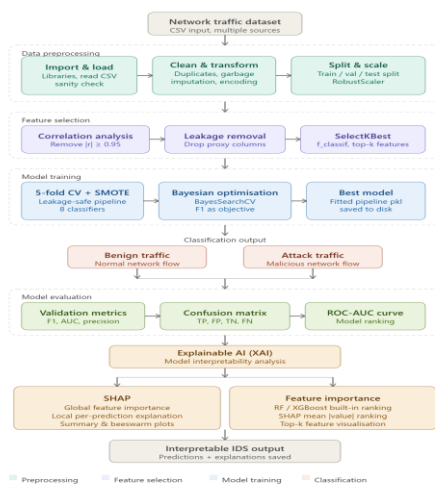 Network traffic dataset
CSV input, multiple sources
Data preprocessing
Import & load
Libraries, read CSV
sanity check
Clean & transform
Duplicates, garbage
imputation, encoding
Split & scale
Train / val / test split
RobustScaler
Feature selection
Correlation analysis
Remove |r| ≥ 0.95
Leakage removal
Drop proxy columns
SelectKBest
f_classif, top-k features
Model training
5-fold CV + SMOTE
Leakage-safe pipeline
8 classifiers
Bayesian optimisation
BayesSearchCV
F1 as objective
Best model
Fitted pipeline pkl
saved to disk
Classification output
Benign traffic
Normal network flow
Attack traffic
Malicious network flow
Model evaluation
Validation metrics
F1, AUC, precision
Confusion matrix
TP, FP, TN, FN
ROC-AUC curve
Model ranking
Explainable AI (XAI)
Model interpretability analysis
SHAP
Global feature importance
Local per-prediction explanation
Summary & beeswarm plots
Feature importance
RF / XGBoost built-in ranking
SHAP mean |value| ranking
Top-k feature visualisation
Interpretable IDS output
Predictions + explanations saved
Preprocessing
Feature selection
Model training
Classification